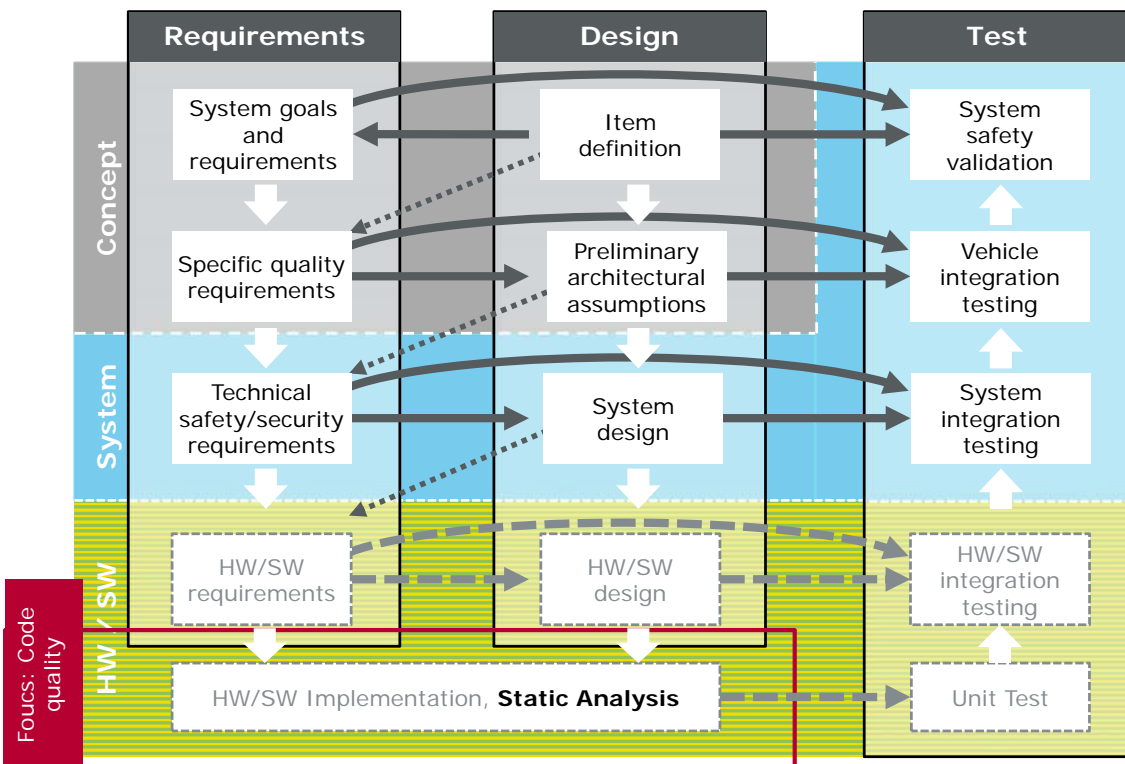 Requirements
Design
Test
Concept
System goals
and
requirements
Item
definition
System
safety
validation
Specific quality
requirements
Preliminary
architectural
assumptions
Vehicle
integration
testing
System
Technical
safety/security
requirements
System
design
System
integration
testing
HW / SW
HW/SW
requirements
HW/SW
design
HW/SW
integration
testing
Foucs: Code
quality
HW/SW Implementation, Static Analysis
Unit Test